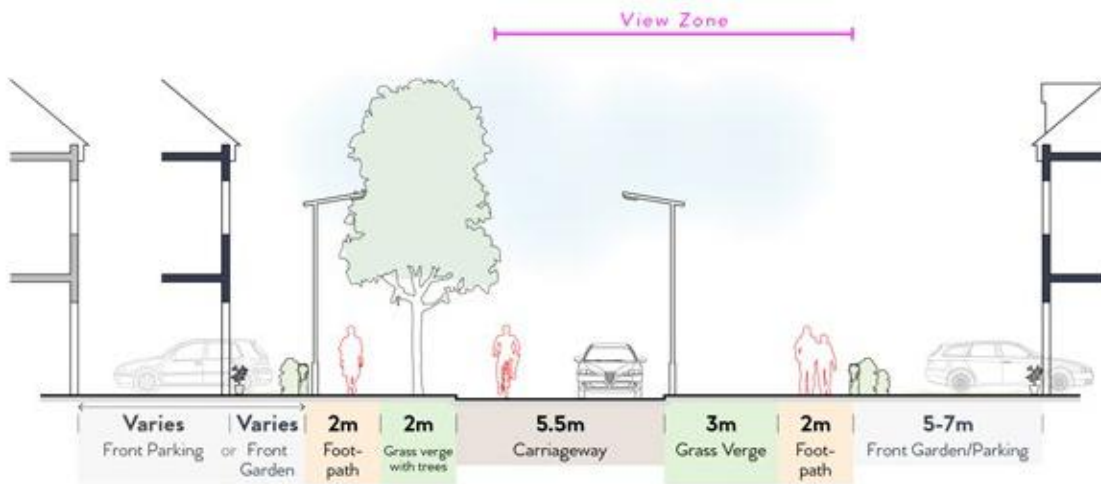 View Zone
Varies
Front Parking
or
Varies
Front
Garden
2m
Foot-
path
2m
Grass verge
with trees
5.5m
Carriageway
3m
Grass Verge
2m
Foot-
path
5-7m
Front Garden/Parking